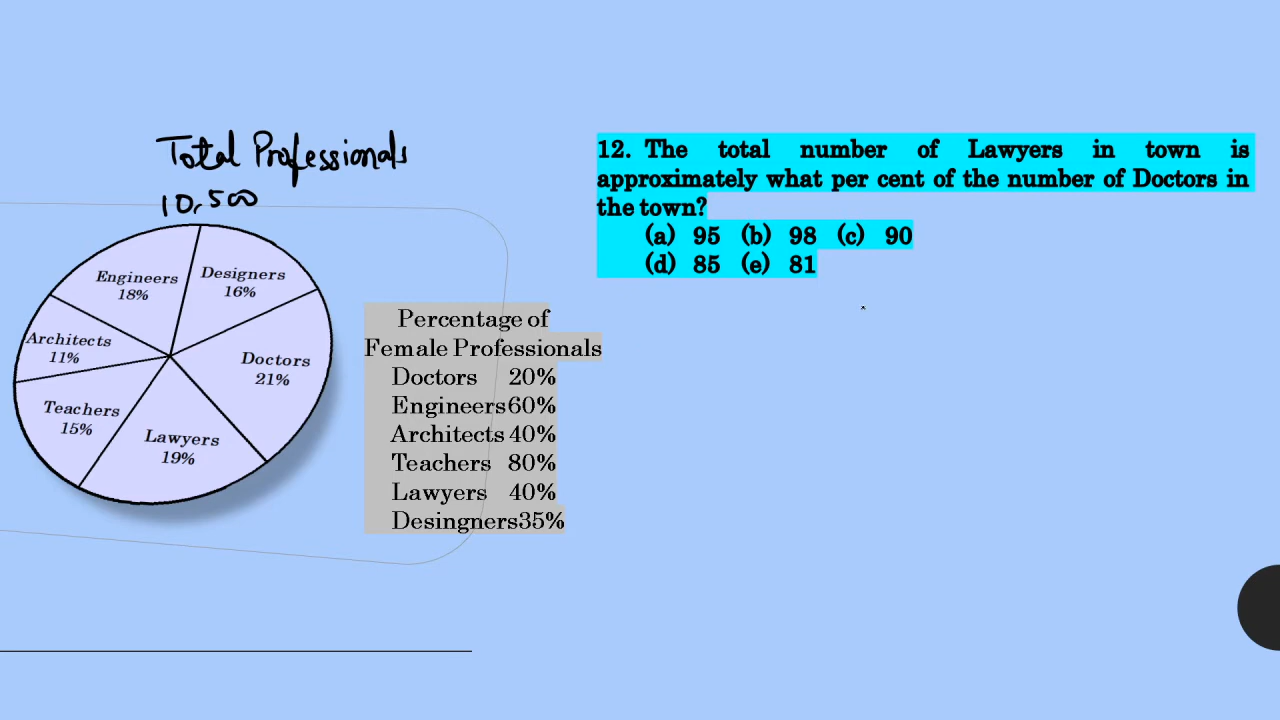 Total Professionals
10,500
Engineers
18%
Designers
16%
Architects
11%
Doctors
21%
Teachers
15%
Lawyers
19%
Percentage of
Female Professionals
Doctors 20%
Engineers60%
Architects 40%
Teachers 80%
Lawyers 40%
Desingners35%
12. The total number of Lawyers in town is
approximately what per cent of the number of Doctors in
the town?
(a) 95 (b) 98 (c) 90
(d) 85 (e) 81